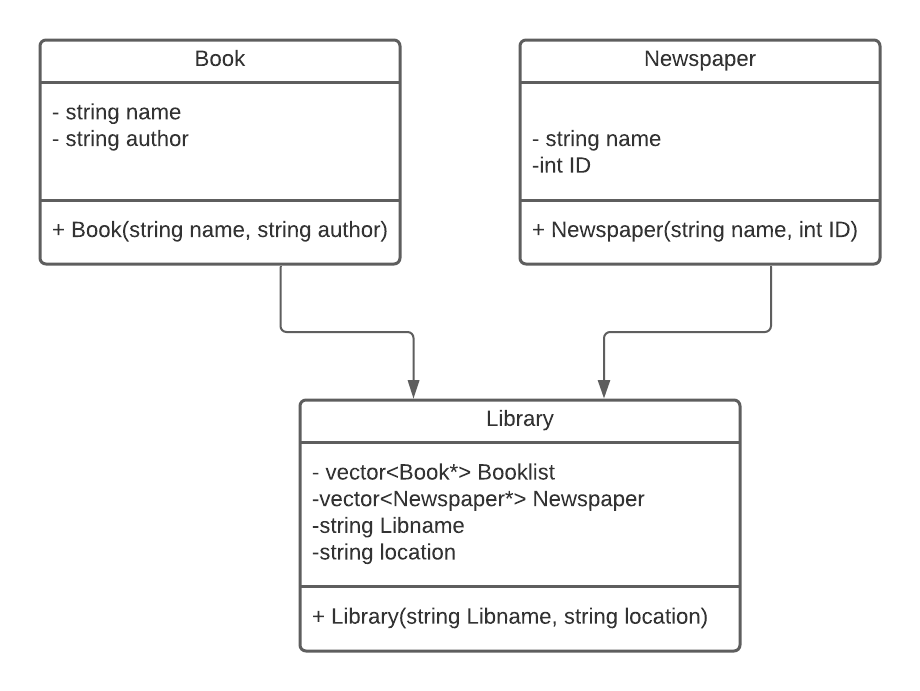 Book
- string name
- string author
+ Book(string name, string author)
Newspaper
- string name
-int ID
+ Newspaper(string name, int ID)
Library
- vector<Book*> Booklist
-vector<Newspaper*> Newspaper
-string Libname
-string location
+ Library(string Libname, string location)